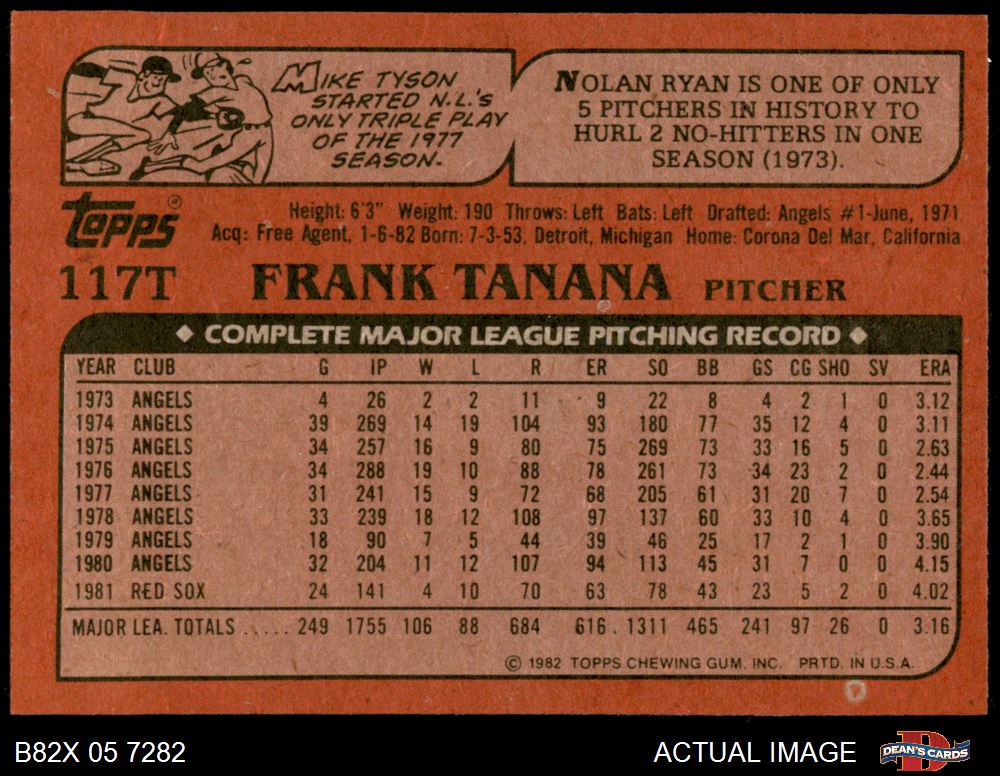 MIKE TYSON
STARTED N.L.'S
ONLY TRIPLE PLAY
OF THE 1977
SEASON.
NOLAN RYAN IS ONE OF ONLY
5 PITCHERS IN HISTORY TO
HURL 2 NO-HITTERS IN ONE
SEASON (1973).
topps®
Height: 6'3" Weight: 190 Throws: Left Bats: Left Drafted: Angels #1-June, 1971
Acq: Free Agent, 1-6-82 Born: 7-3-53, Detroit, Michigan Home: Corona Del Mar, California
117T FRANK TANANA PITCHER
◆ COMPLETE MAJOR LEAGUE PITCHING RECORD ◆
YEAR CLUB G IP W L R ER SO BB GS CG SHO SV ERA
1973 ANGELS 4 26 2 2 11 9 22 8 4 2 1 0 3.12
1974 ANGELS 39 269 14 19 104 93 180 77 35 12 4 0 3.11
1975 ANGELS 34 257 16 9 80 75 269 73 33 16 5 0 2.63
1976 ANGELS 34 288 19 10 88 78 261 73 34 23 2 0 2.44
1977 ANGELS 31 241 15 9 72 68 205 61 31 20 7 0 2.54
1978 ANGELS 33 239 18 12 108 97 137 60 33 10 4 0 3.65
1979 ANGELS 18 90 7 5 44 39 46 25 17 2 1 0 3.90
1980 ANGELS 32 204 11 12 107 94 113 45 31 7 0 0 4.15
1981 RED SOX 24 141 4 10 70 63 78 43 23 5 2 0 4.02
MAJOR LEA. TOTALS ..... 249 1755 106 88 684 616 1311 465 241 97 26 0 3.16
© 1982 TOPPS CHEWING GUM, INC. PRTD. IN U.S.A.
B82X 05 7282 ACTUAL IMAGE DEAN'S CARDS